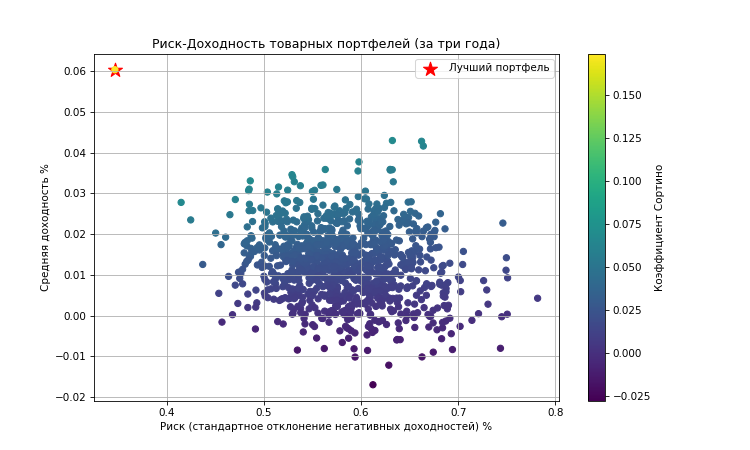 Риск-Доходность товарных портфелей (за три года)
Лучший портфель
Средняя доходность %
0.06
0.05
0.04
0.03
0.02
0.01
0.00
−0.01
−0.02
0.4 0.5 0.6 0.7 0.8
Риск (стандартное отклонение негативных доходностей) %
0.150
0.125
0.100
0.075
0.050
0.025
0.000
−0.025
Коэффициент Сортино